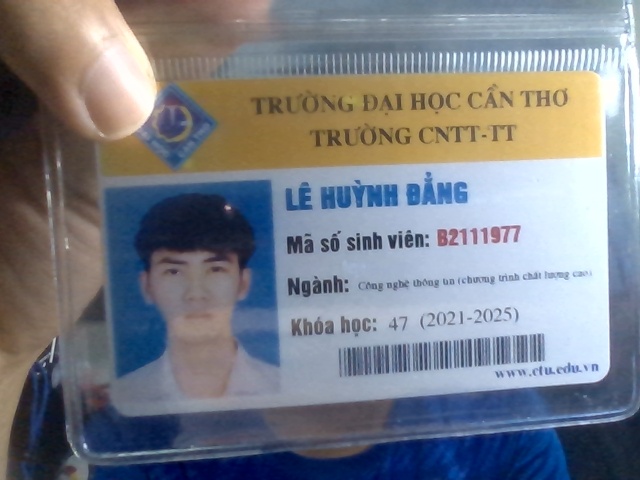 TRƯỜNG ĐẠI HỌC CẦN THƠ
TRƯỜNG CNTT-TT
LÊ HUỲNH ĐẲNG
Mã số sinh viên: B2111977
Ngành: Công nghệ thông tin (chương trình chất lượng cao)
Khóa học: 47 (2021-2025)
www.ctu.edu.vn